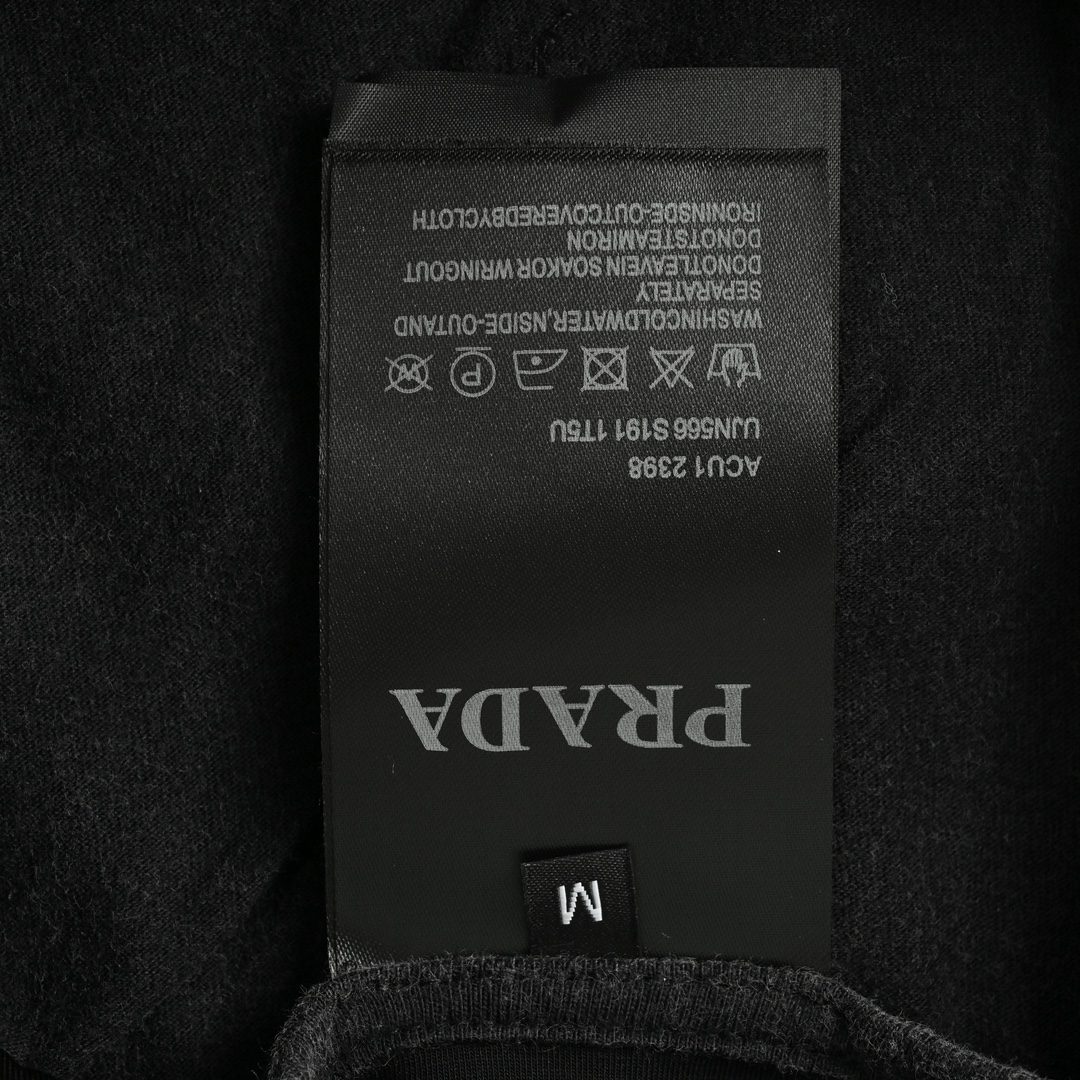 M
PRADA
ACU1 2398
UJN566 S191 1T5U
WASHINCOLDWATER,NSIDE-OUTAND
SEPARATELY
DONOTLEAVEIN SOAKOR WRINGOUT
DONOTSTEAMIRON
IRONINSDE-OUTCOVEREDBYCLOTH